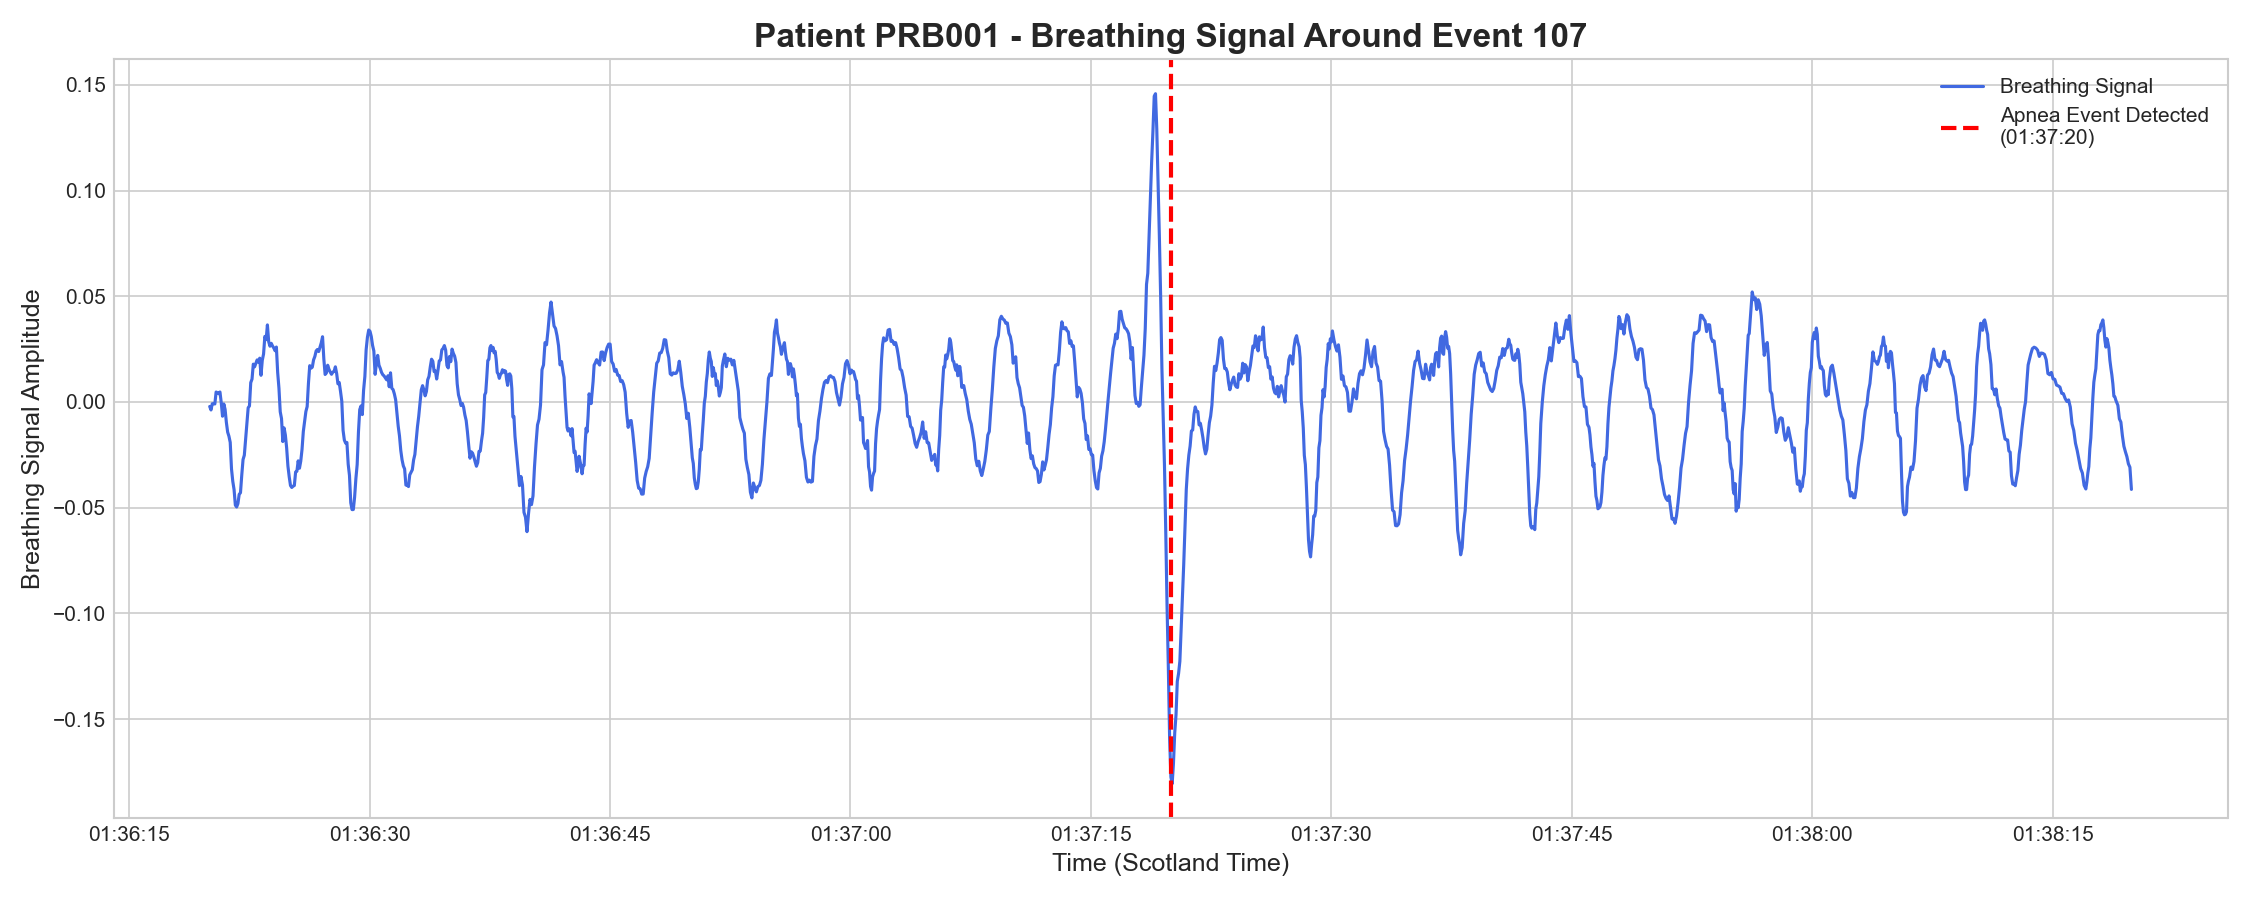 Patient PRB001 - Breathing Signal Around Event 107
Breathing Signal
Apnea Event Detected
(01:37:20)
Breathing Signal Amplitude
0.15
0.10
0.05
0.00
−0.05
−0.10
−0.15
01:36:15 01:36:30 01:36:45 01:37:00 01:37:15 01:37:30 01:37:45 01:38:00 01:38:15
Time (Scotland Time)